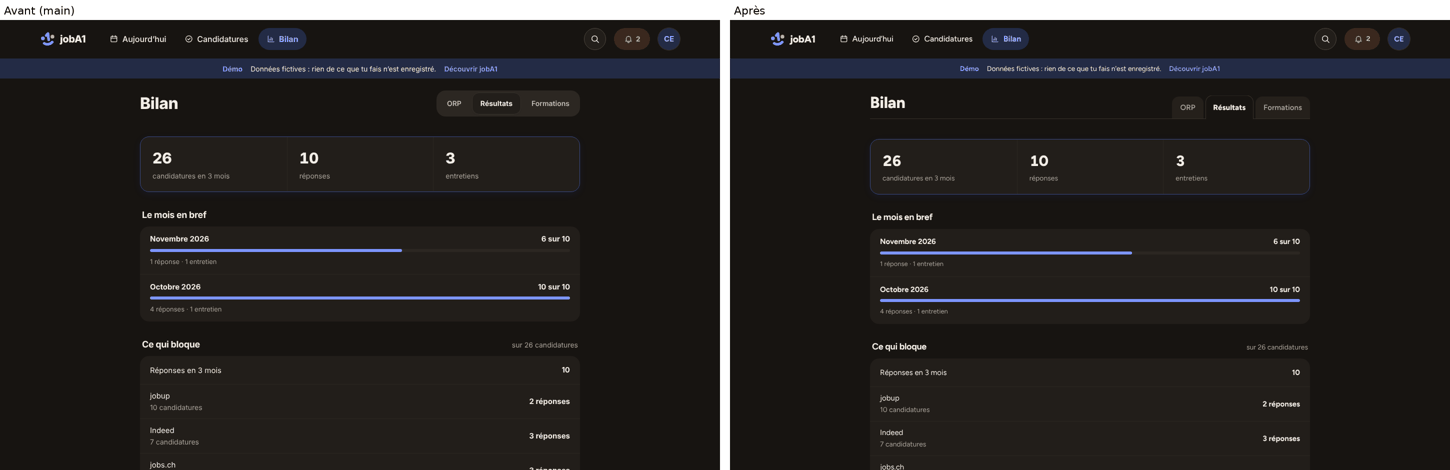 Avant (main)
jobA1 Aujourd'hui Candidatures Bilan 2 CE
Démo Données fictives : rien de ce que tu fais n'est enregistré. Découvrir jobA1
Bilan ORP Résultats Formations
26 10 3
candidatures en 3 mois réponses entretiens
Le mois en bref
Novembre 2026 6 sur 10
1 réponse · 1 entretien
Octobre 2026 10 sur 10
4 réponses · 1 entretien
Ce qui bloque sur 26 candidatures
Réponses en 3 mois 10
jobup
10 candidatures 2 réponses
Indeed
7 candidatures 3 réponses
jobs.ch
Après
jobA1 Aujourd'hui Candidatures Bilan 2 CE
Démo Données fictives : rien de ce que tu fais n'est enregistré. Découvrir jobA1
Bilan ORP Résultats Formations
26 10 3
candidatures en 3 mois réponses entretiens
Le mois en bref
Novembre 2026 6 sur 10
1 réponse · 1 entretien
Octobre 2026 10 sur 10
4 réponses · 1 entretien
Ce qui bloque sur 26 candidatures
Réponses en 3 mois 10
jobup
10 candidatures 2 réponses
Indeed
7 candidatures 3 réponses
jobs.ch